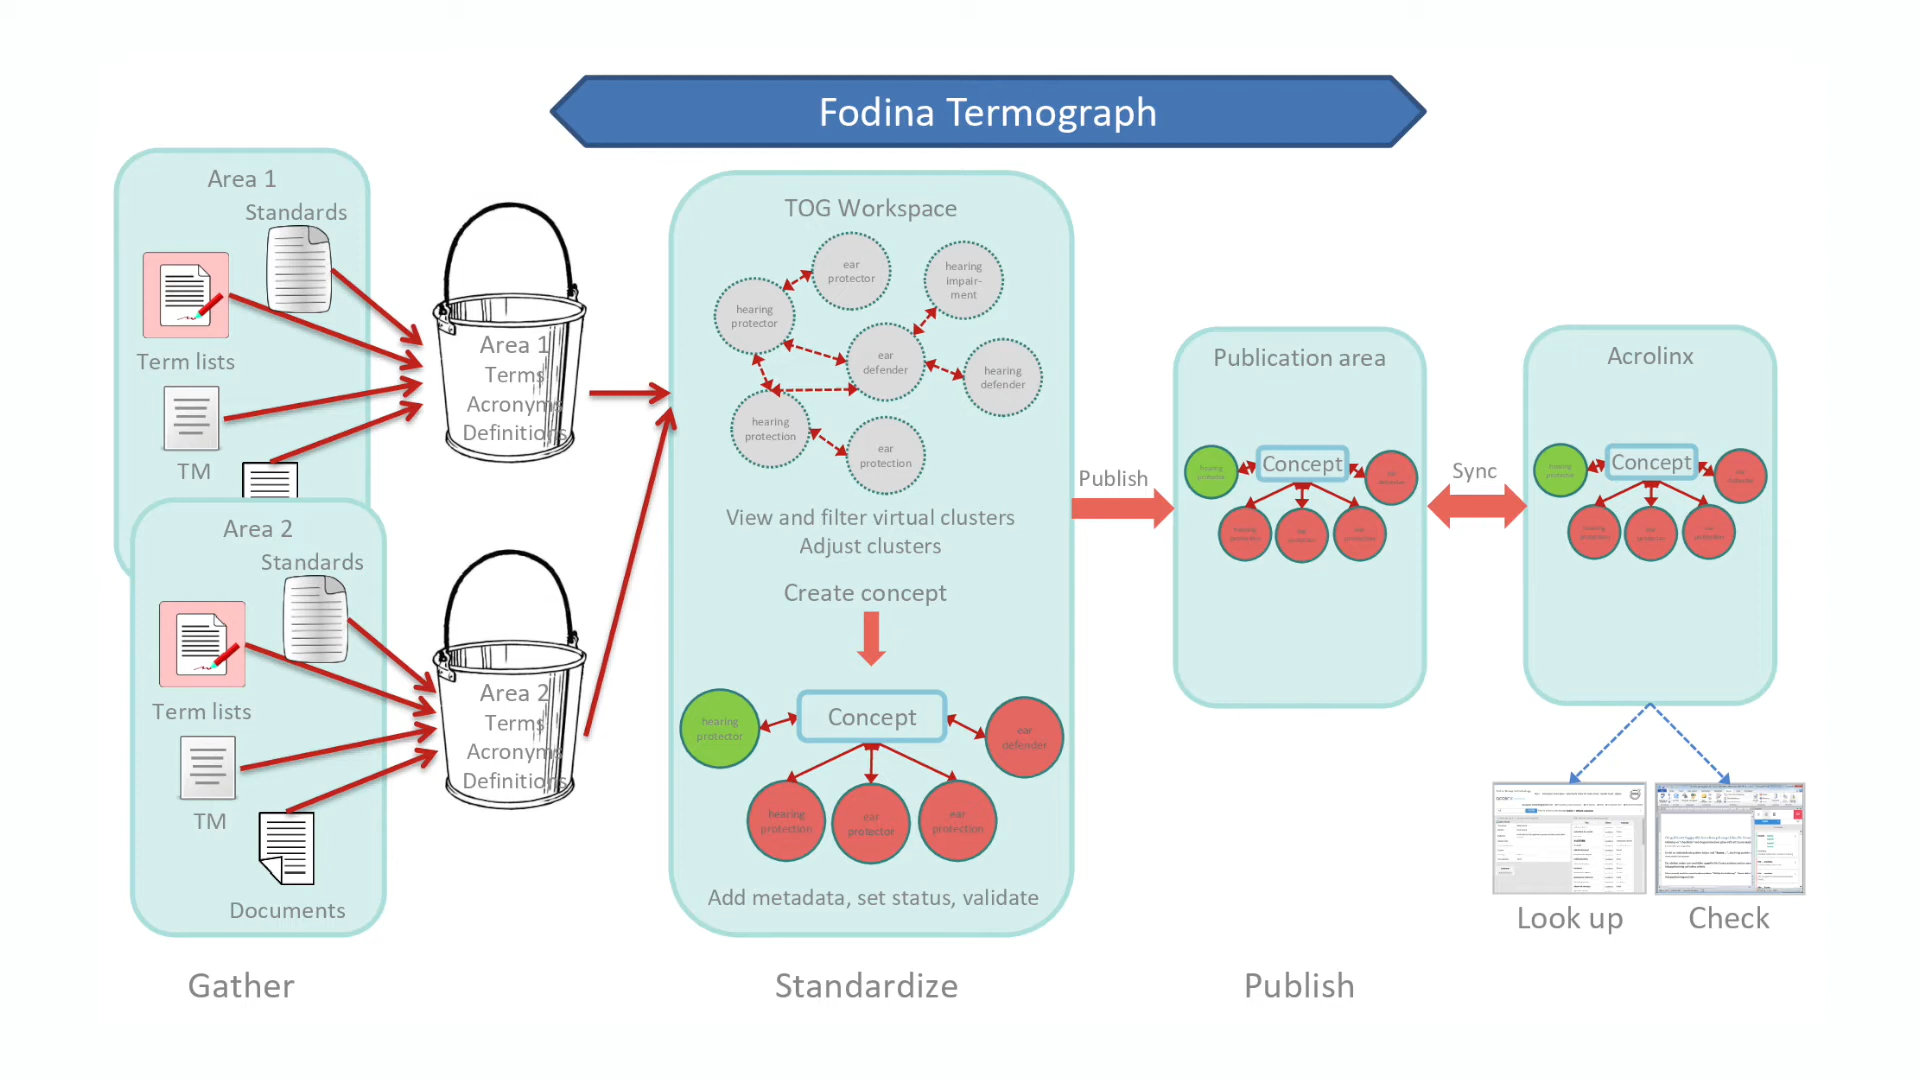 Fodina Termograph
Area 1
Standards
Term lists
TM
Area 2
Standards
Term lists
TM
Documents
Area 1
Terms
Acronyms
Definitions
Area 2
Terms
Acronyms
Definitions
TOG Workspace
ear
protector
hearing
impair-
ment
hearing
protector
ear
defender
hearing
defender
hearing
protection
ear
protection
View and filter virtual clusters
Adjust clusters
Create concept
hearing
protector
Concept
ear
defender
hearing
protection
ear
protector
ear
protection
Add metadata, set status, validate
Publish
Publication area
Concept
Sync
Acrolinx
Concept
Look up
Check
Gather
Standardize
Publish